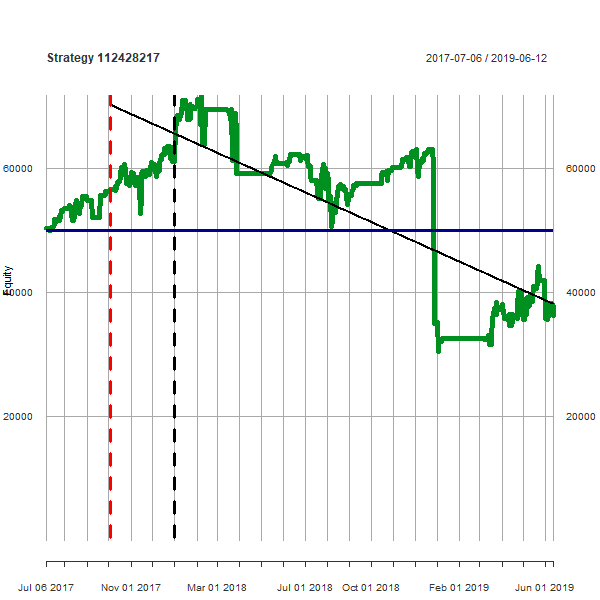 Strategy 112428217
2017-07-06 / 2019-06-12
60000
60000
Equity
40000
40000
20000
20000
Jul 06 2017
Nov 01 2017
Mar 01 2018
Jul 01 2018
Oct 01 2018
Feb 01 2019
Jun 01 2019